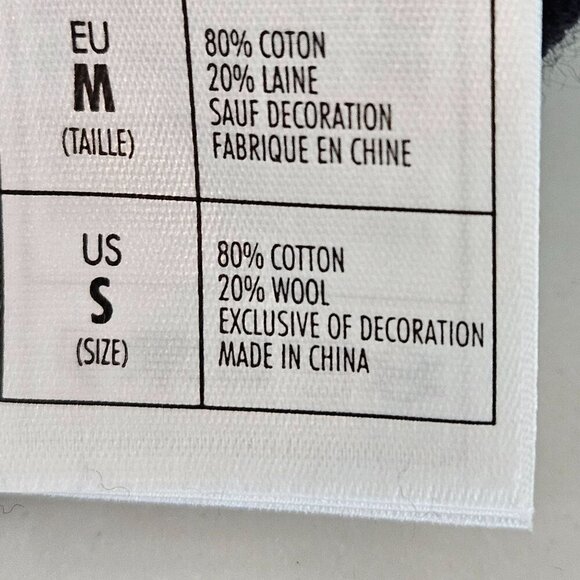 EU
M
(TAILLE)
80% COTON
20% LAINE
SAUF DECORATION
FABRIQUE EN CHINE
US
S
(SIZE)
80% COTTON
20% WOOL
EXCLUSIVE OF DECORATION
MADE IN CHINA